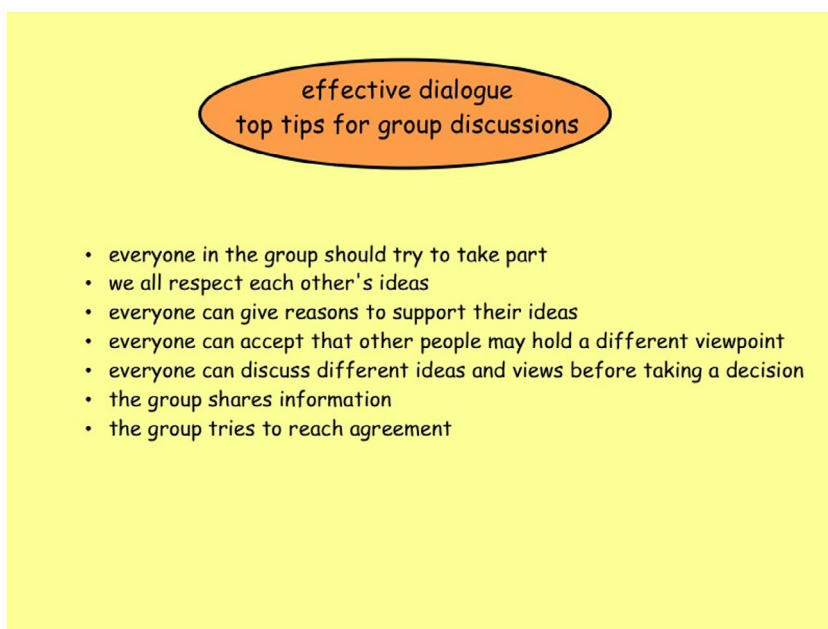 effective dialogue
top tips for group discussions
• everyone in the group should try to take part
• we all respect each other's ideas
• everyone can give reasons to support their ideas
• everyone can accept that other people may hold a different viewpoint
• everyone can discuss different ideas and views before taking a decision
• the group shares information
• the group tries to reach agreement